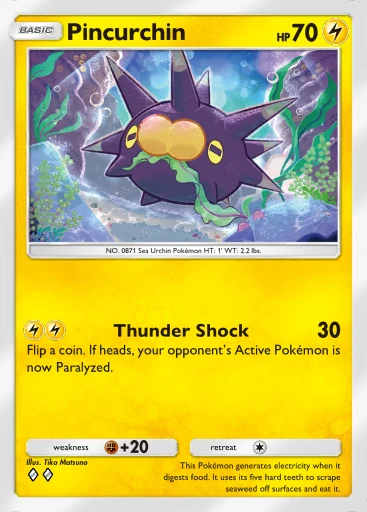 BASIC Pincurchin HP 70
NO. 0871 Sea Urchin Pokémon HT: 1' WT: 2.2 lbs.
Thunder Shock 30
Flip a coin. If heads, your opponent's Active Pokémon is
now Paralyzed.
weakness +20 retreat
Illus. Tika Matsuno
This Pokémon generates electricity when it
digests food. It uses its five hard teeth to scrape
seaweed off surfaces and eat it.